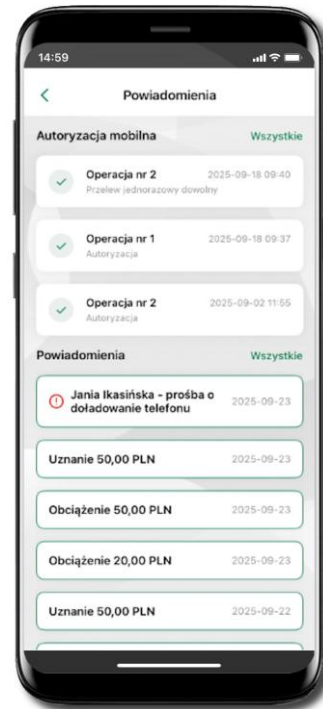 14:59
Powiadomienia
Autoryzacja mobilna Wszystkie
Operacja nr 2 2025-09-18 09:40
Przelew jednorazowy dowolny
Operacja nr 1 2025-09-18 09:37
Autoryzacja
Operacja nr 2 2025-09-02 11:55
Autoryzacja
Powiadomienia Wszystkie
Jania Ikasińska - prośba o
doładowanie telefonu 2025-09-23
Uznanie 50,00 PLN 2025-09-23
Obciążenie 50,00 PLN 2025-09-23
Obciążenie 20,00 PLN 2025-09-23
Uznanie 50,00 PLN 2025-09-22